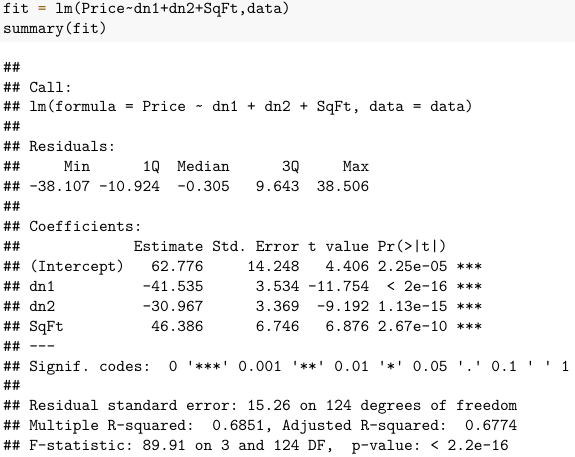 fit = lm(Price~dn1+dn2+SqFt,data)
summary(fit)
##
## Call:
## lm(formula = Price ~ dn1 + dn2 + SqFt, data = data)
##
## Residuals:
##     Min      1Q  Median      3Q     Max
## -38.107 -10.924  -0.305   9.643  38.506
##
## Coefficients:
##             Estimate Std. Error t value Pr(>|t|)
## (Intercept)   62.776     14.248   4.406 2.25e-05 ***
## dn1          -41.535      3.534 -11.754  < 2e-16 ***
## dn2          -30.967      3.369  -9.192 1.13e-15 ***
## SqFt          46.386      6.746   6.876 2.67e-10 ***
## ---
## Signif. codes:  0 '***' 0.001 '**' 0.01 '*' 0.05 '.' 0.1 ' ' 1
##
## Residual standard error: 15.26 on 124 degrees of freedom
## Multiple R-squared:  0.6851, Adjusted R-squared:  0.6774
## F-statistic: 89.91 on 3 and 124 DF,  p-value: < 2.2e-16